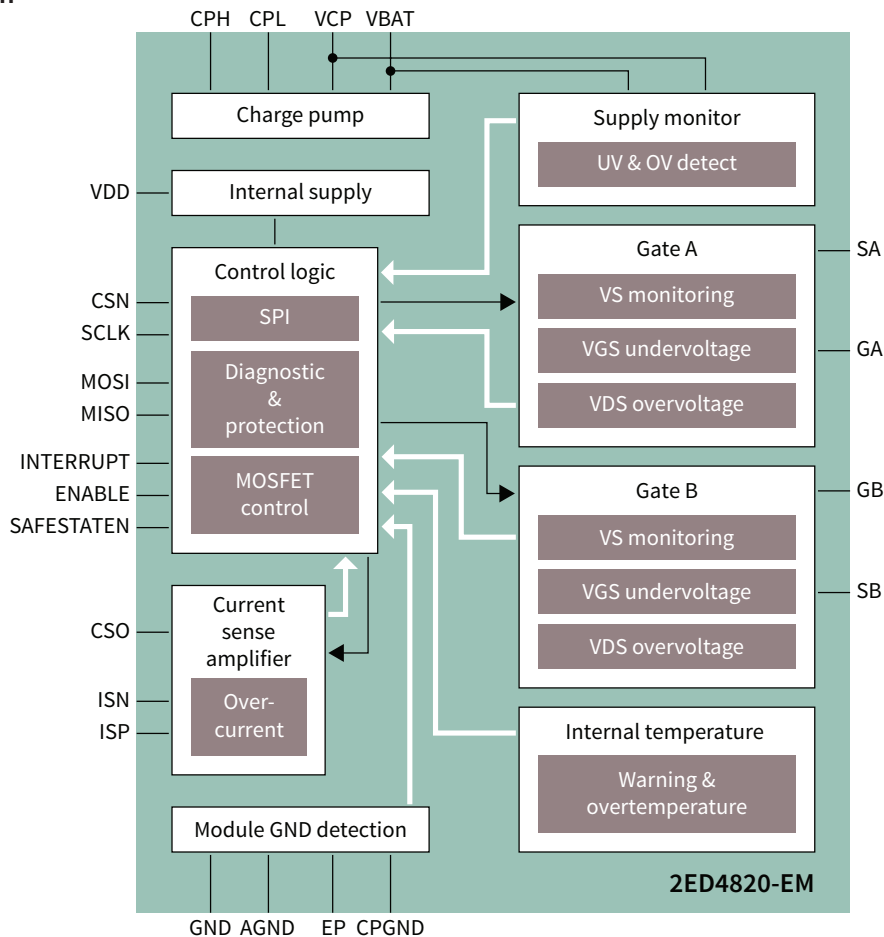 CPH CPL VCP VBAT
Charge pump
Supply monitor
UV & OV detect
VDD
Internal supply
Control logic
SPI
Diagnostic
&
protection
MOSFET
control
CSN
SCLK
MOSI
MISO
INTERRUPT
ENABLE
SAFESTATEN
Gate A
VS monitoring
VGS undervoltage
VDS overvoltage
SA
GA
Gate B
VS monitoring
VGS undervoltage
VDS overvoltage
GB
SB
Current
sense
amplifier
Over-
current
CSO
ISN
ISP
Internal temperature
Warning &
overtemperature
Module GND detection
2ED4820-EM
GND AGND EP CPGND